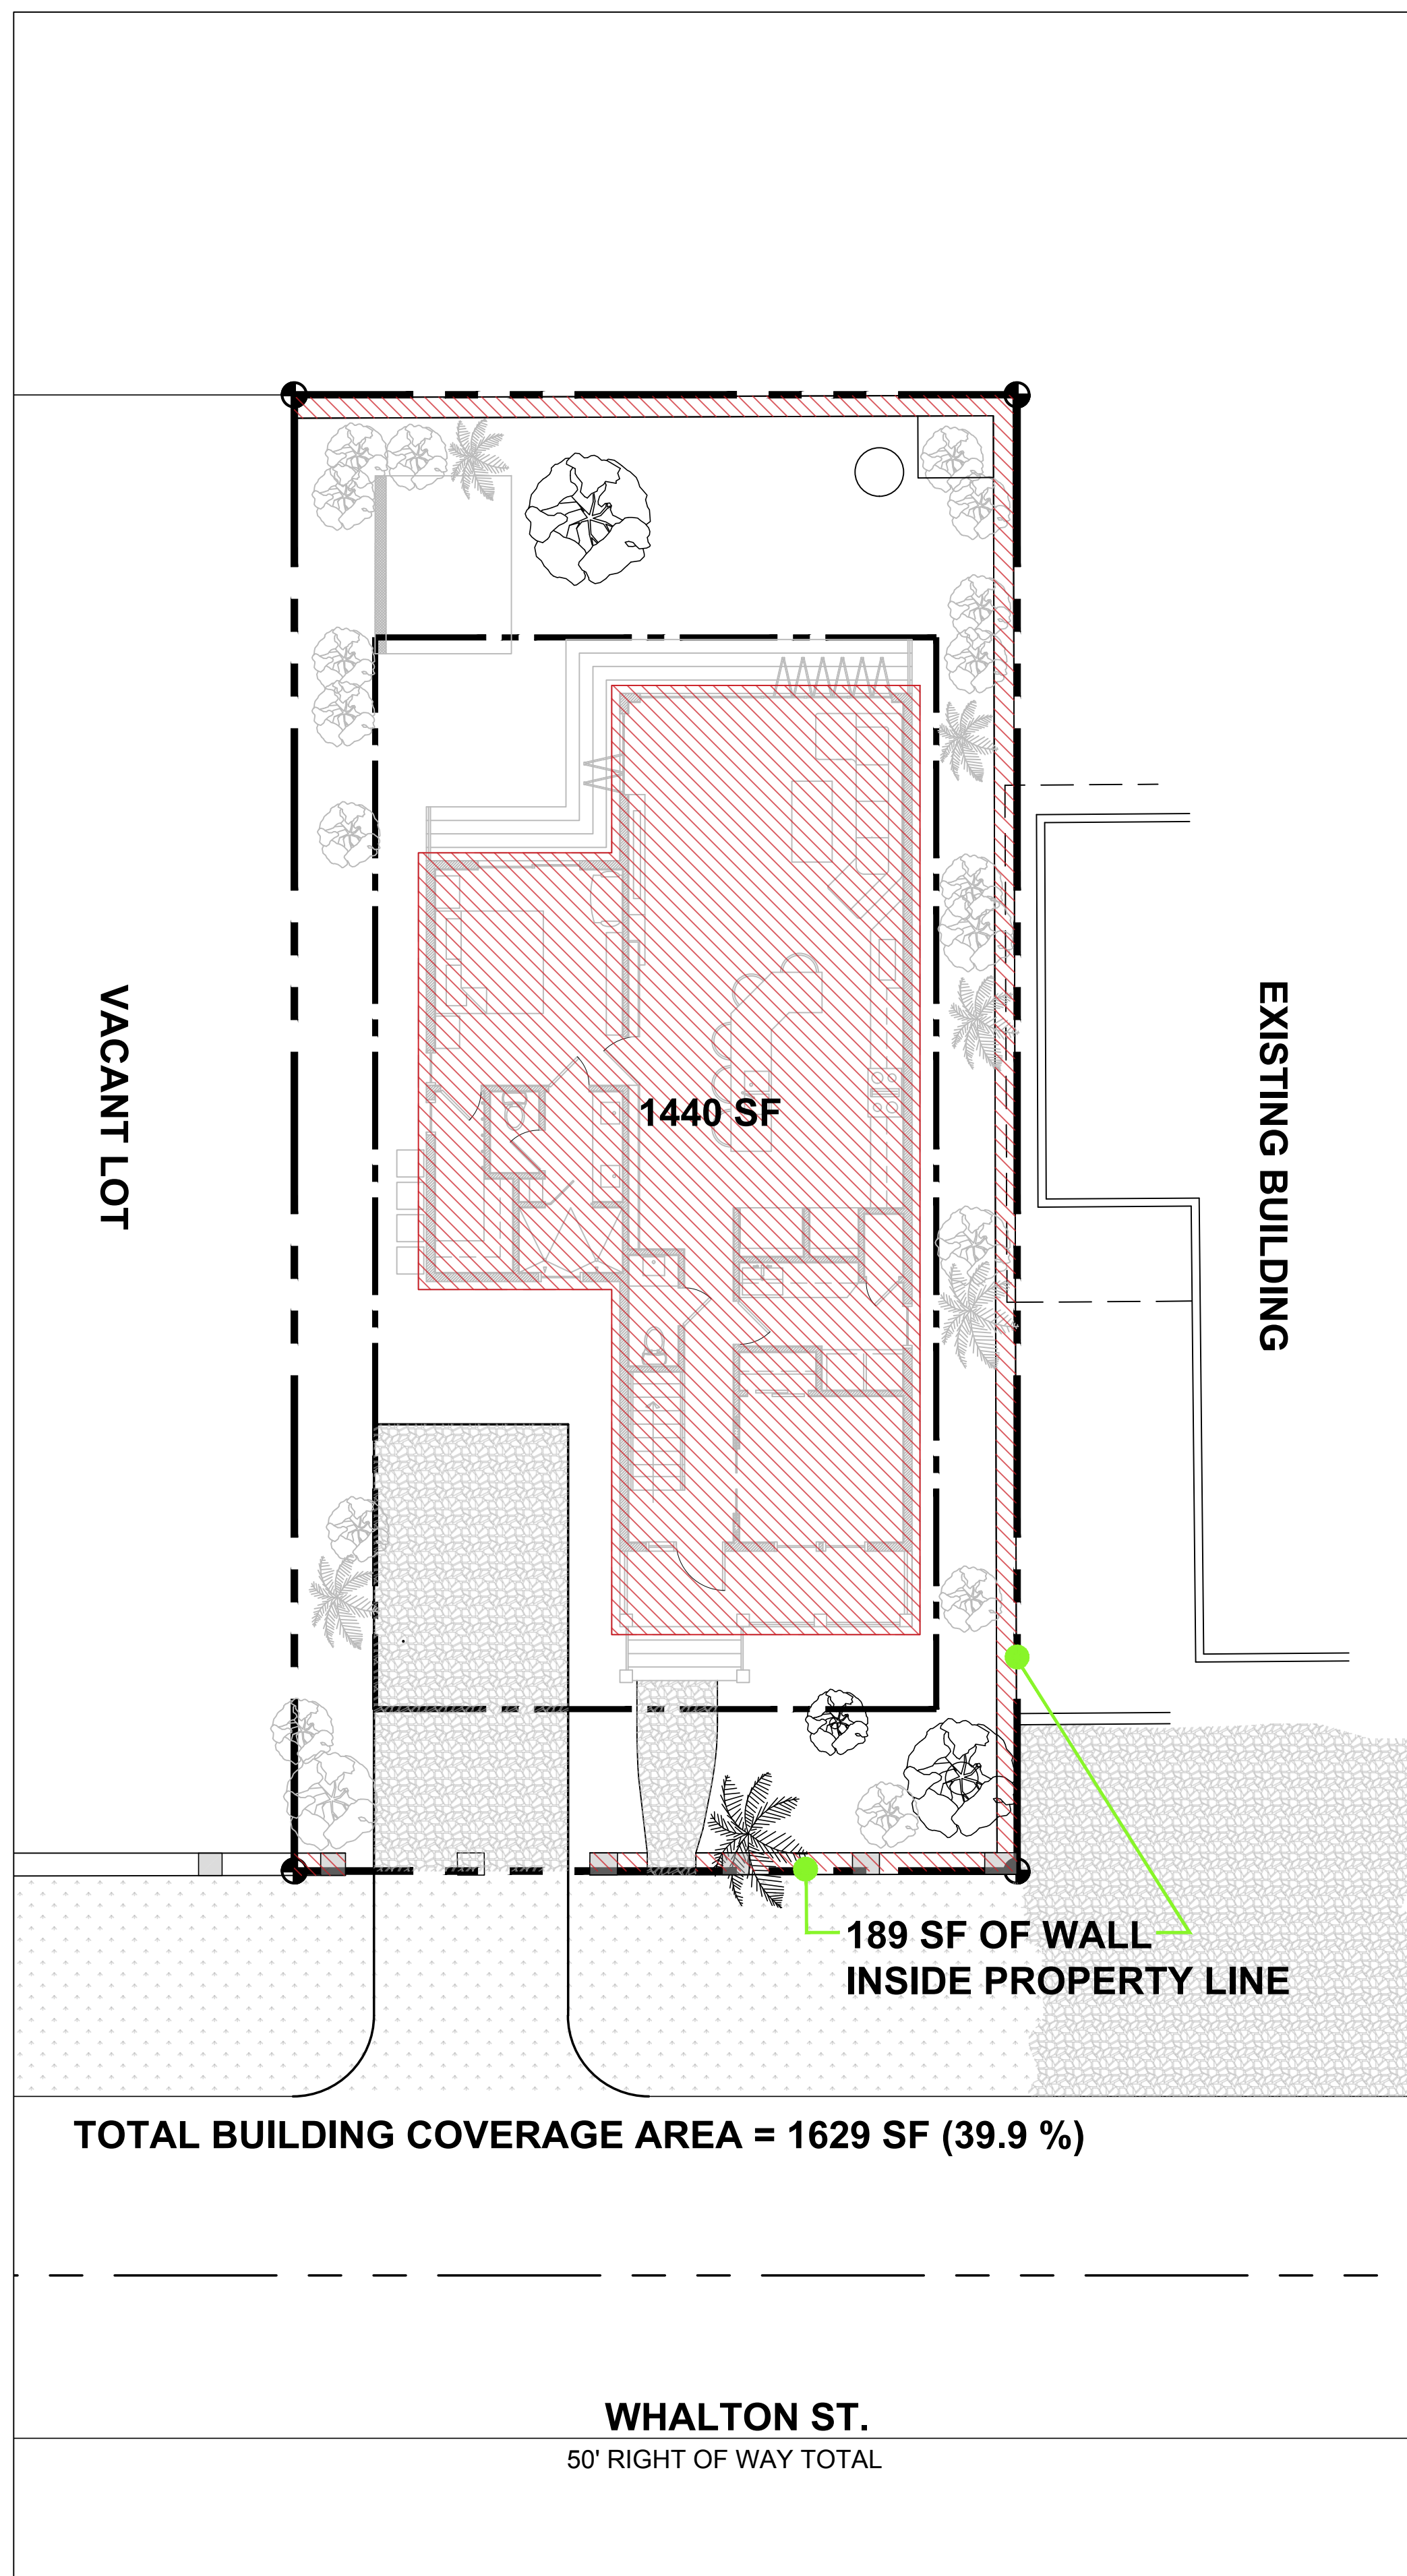 VACANT LOT
EXISTING BUILDING
1440 SF
189 SF OF WALL
INSIDE PROPERTY LINE
TOTAL BUILDING COVERAGE AREA = 1629 SF (39.9 %)
WHALTON ST.
50' RIGHT OF WAY TOTAL